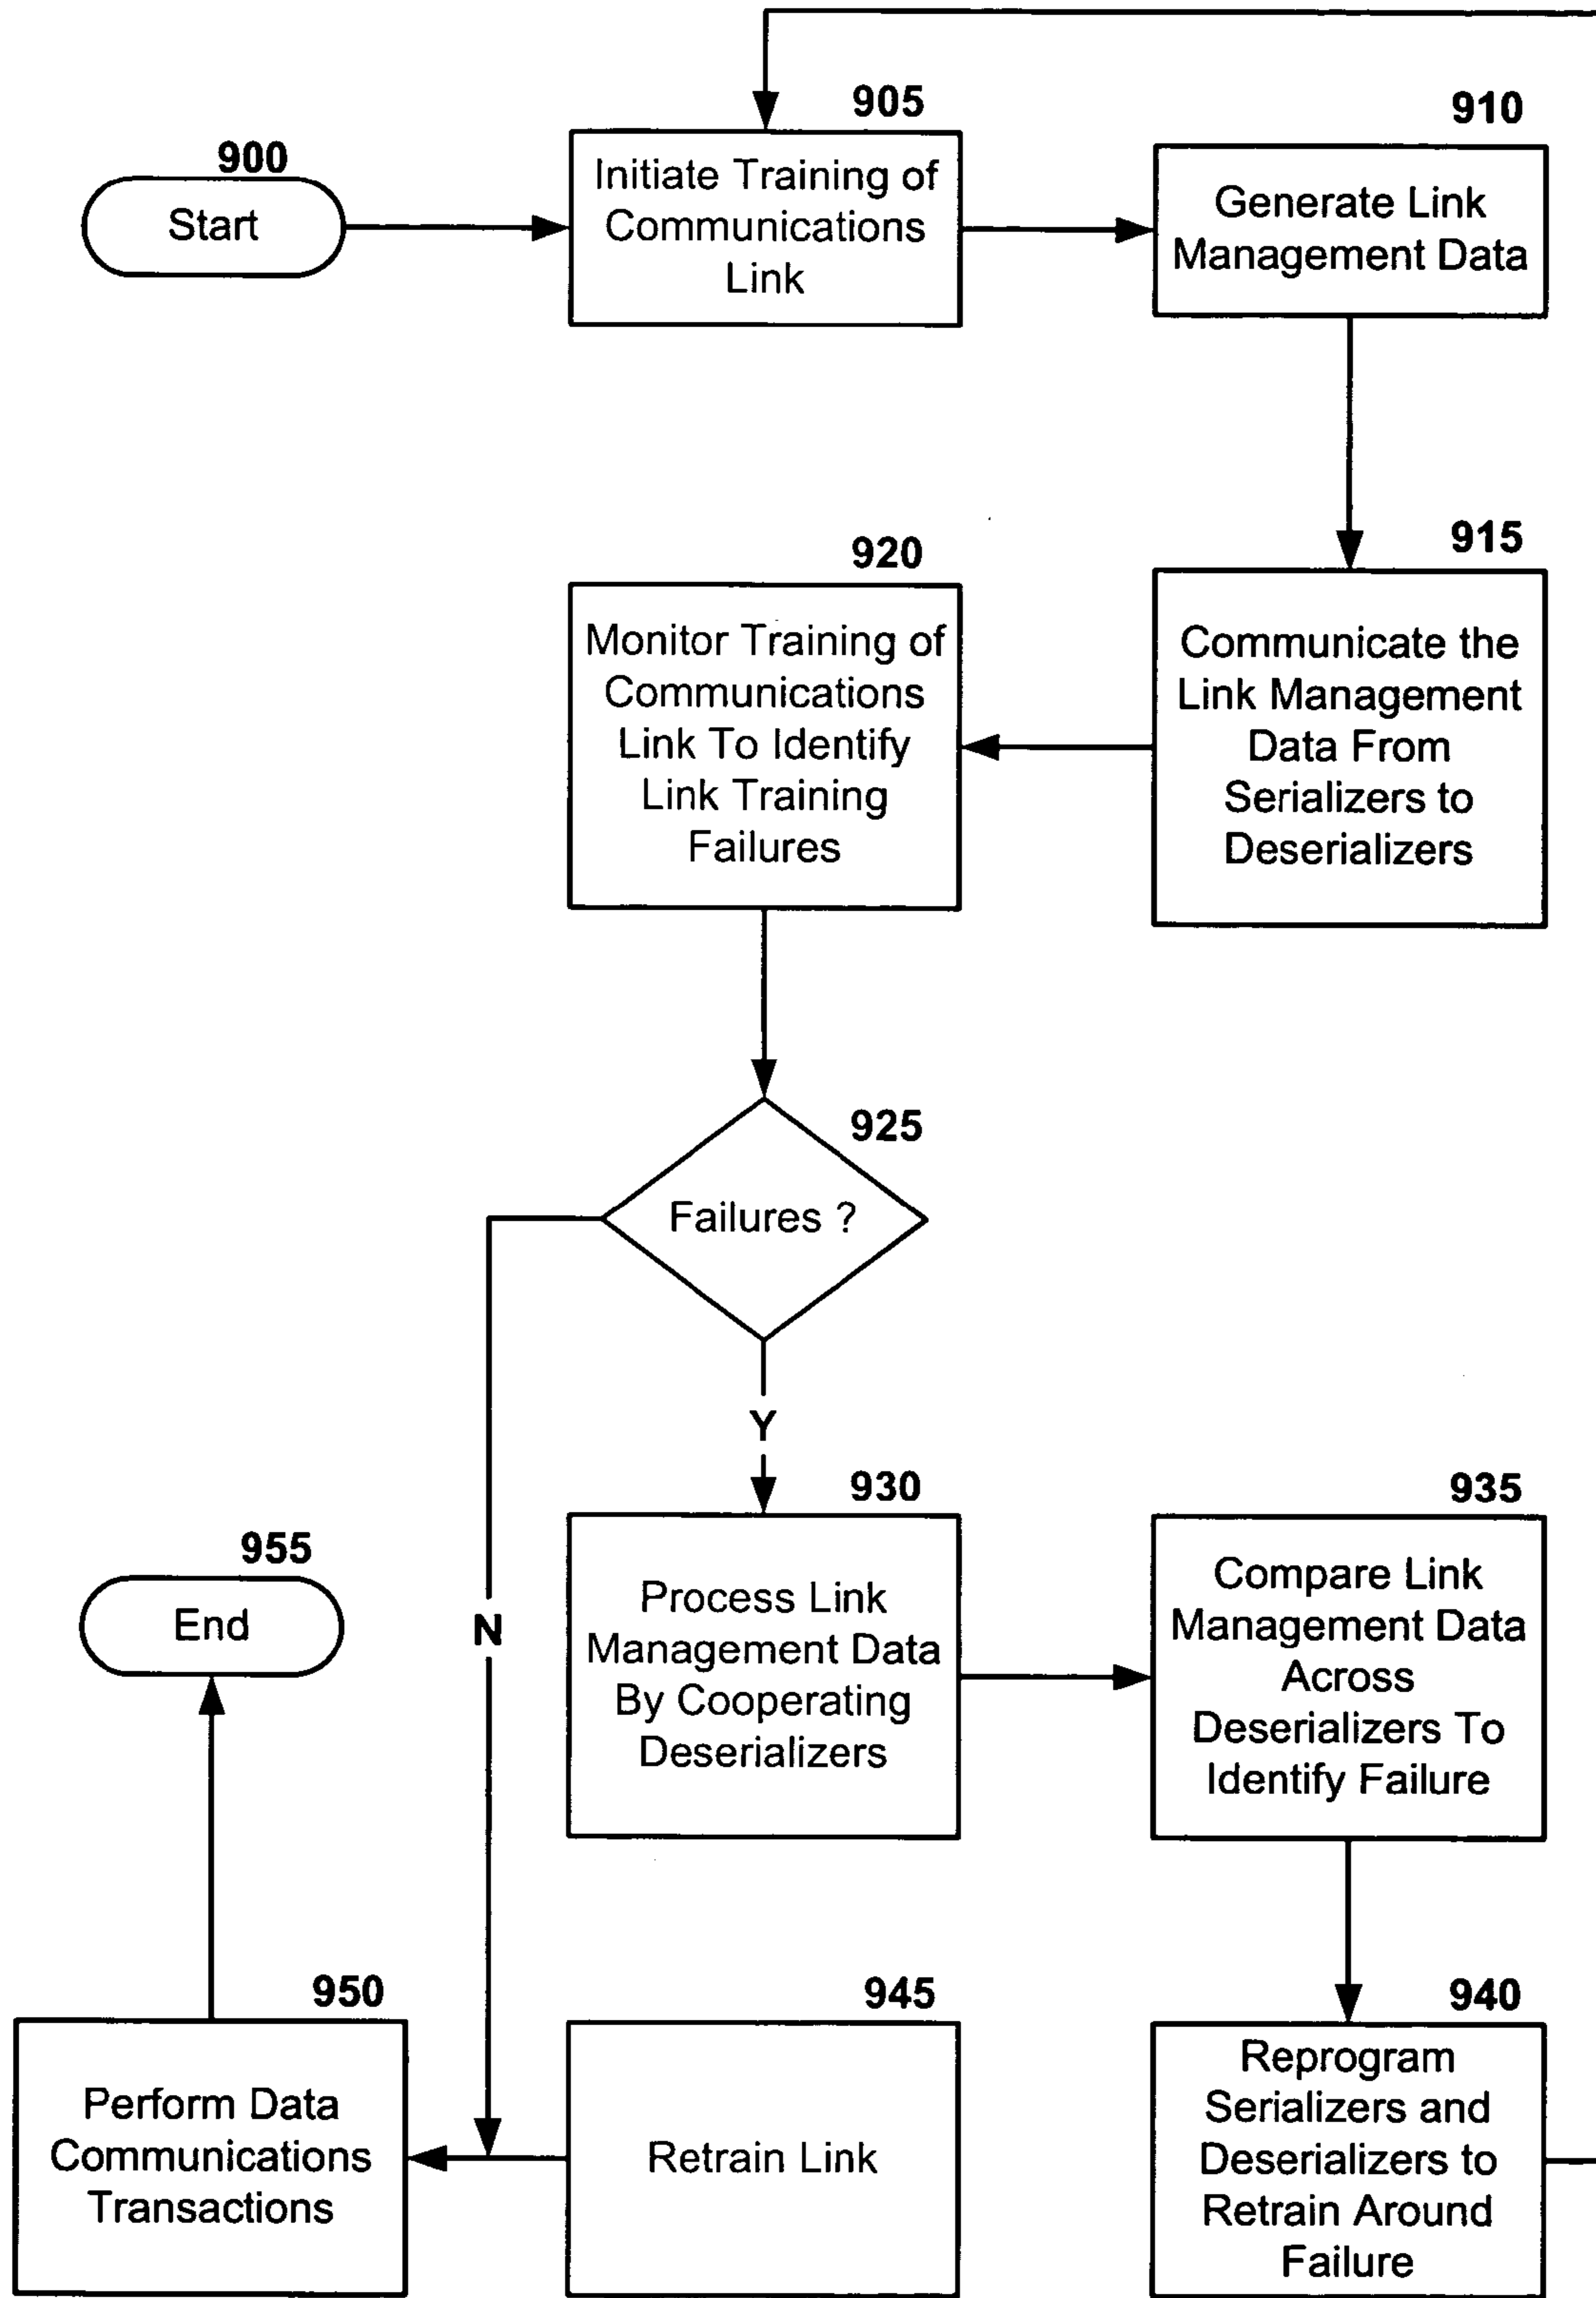 900
Start
905
Initiate Training of
Communications
Link
910
Generate Link
Management Data
915
Communicate the
Link Management
Data From
Serializers to
Deserializers
920
Monitor Training of
Communications
Link To Identify
Link Training
Failures
925
Failures ?
Y
N
930
Process Link
Management Data
By Cooperating
Deserializers
935
Compare Link
Management Data
Across
Deserializers To
Identify Failure
940
Reprogram
Serializers and
Deserializers to
Retrain Around
Failure
945
Retrain Link
950
Perform Data
Communications
Transactions
955
End